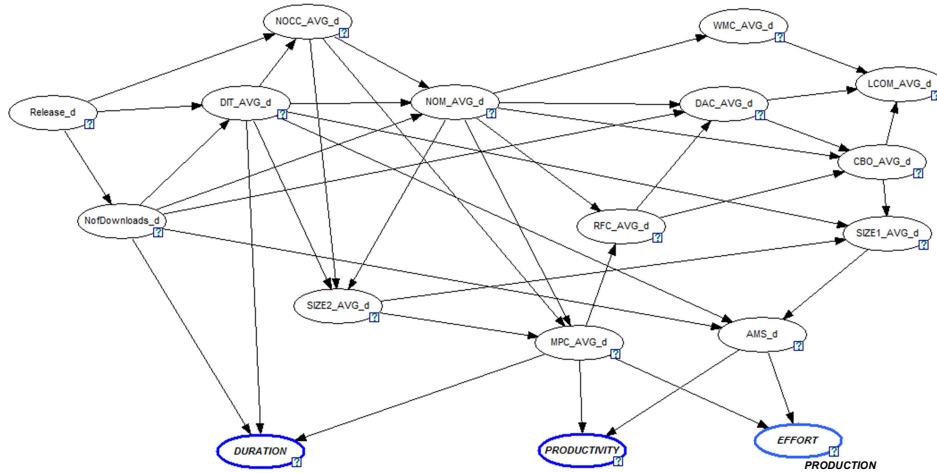 NOCC_AVG_d
?
WMC_AVG_d
?
LCOM_AVG_d
?
Release_d
?
DIT_AVG_d
?
NOM_AVG_d
?
DAC_AVG_d
?
CBO_AVG_d
?
NofDownloads_d
?
RFC_AVG_d
?
SIZE1_AVG_d
?
SIZE2_AVG_d
?
MPC_AVG_d
?
AMS_d
?
DURATION
?
PRODUCTIVITY
?
EFFORT
?
PRODUCTION